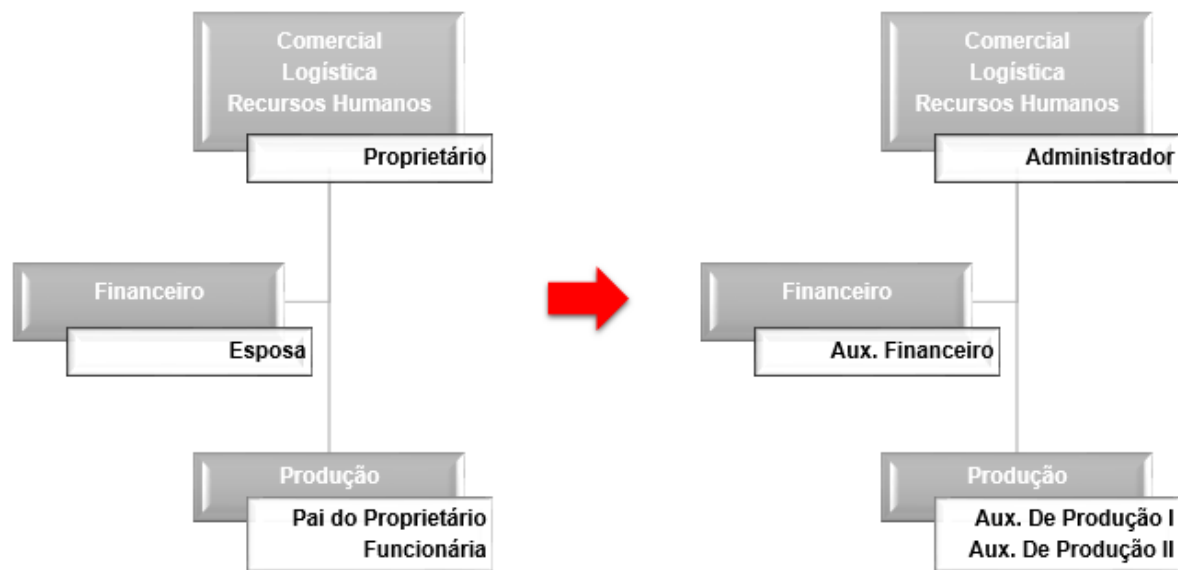 Comercial
Logística
Recursos Humanos
Proprietário
Financeiro
Esposa
Produção
Pai do Proprietário
Funcionária
Comercial
Logística
Recursos Humanos
Administrador
Financeiro
Aux. Financeiro
Produção
Aux. De Produção I
Aux. De Produção II